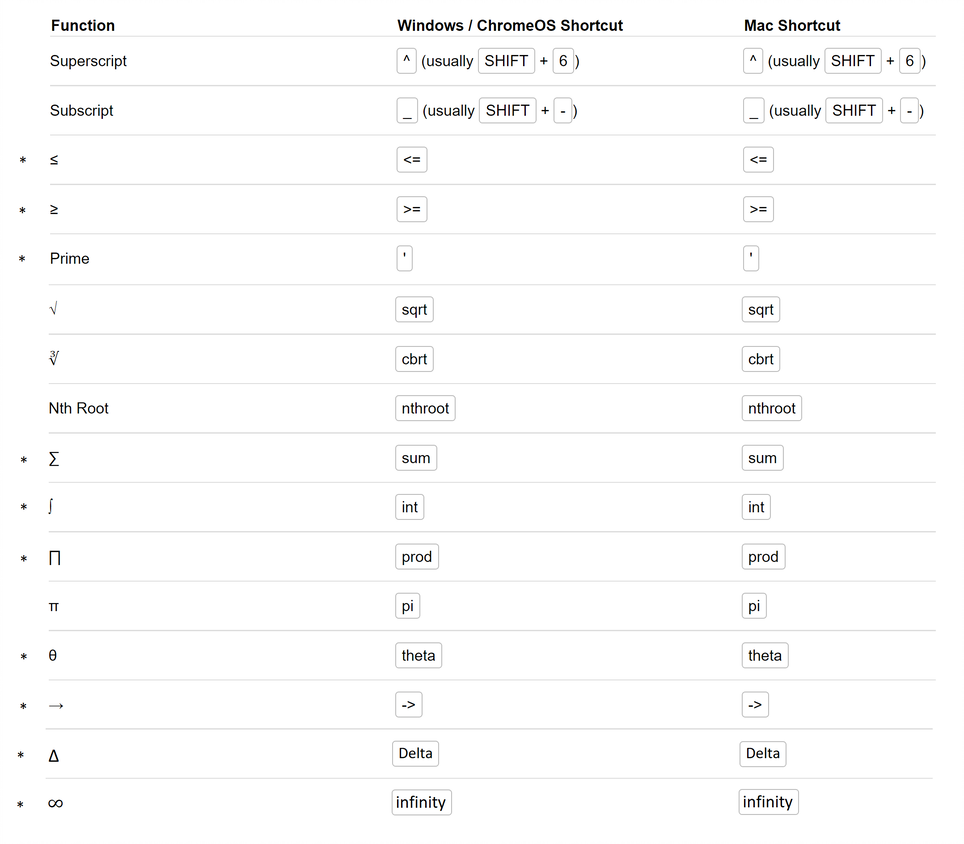 Function Windows / ChromeOS Shortcut Mac Shortcut
Superscript ^ (usually SHIFT + 6 ) ^ (usually SHIFT + 6 )
Subscript _ (usually SHIFT + - ) _ (usually SHIFT + - )
* ≤ <= <=
* ≥ >= >=
* Prime ' '
√ sqrt sqrt
∛ cbrt cbrt
Nth Root nthroot nthroot
* ∑ sum sum
* ∫ int int
* ∏ prod prod
π pi pi
* θ theta theta
* → -> ->
* Δ Delta Delta
* ∞ infinity infinity